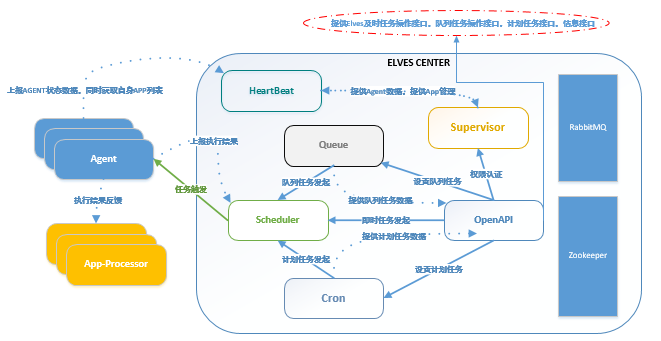 提供Elves及时任务操作接口、队列任务操作接口、计划任务接口、信息接口
ELVES CENTER
上报AGENT状态数据，同时获取自身APP列表
HeartBeat
提供Agent数据，提供App管理
RabbitMQ
Supervisor
Queue
上报执行结果
Agent
权限认证
设置队列任务
队列任务发起
任务触发
执行结果反馈
提供队列任务数据
Scheduler
即时任务发起
OpenAPI
提供计划任务数据
Zookeeper
App-Processor
计划任务发起
设置计划任务
Cron